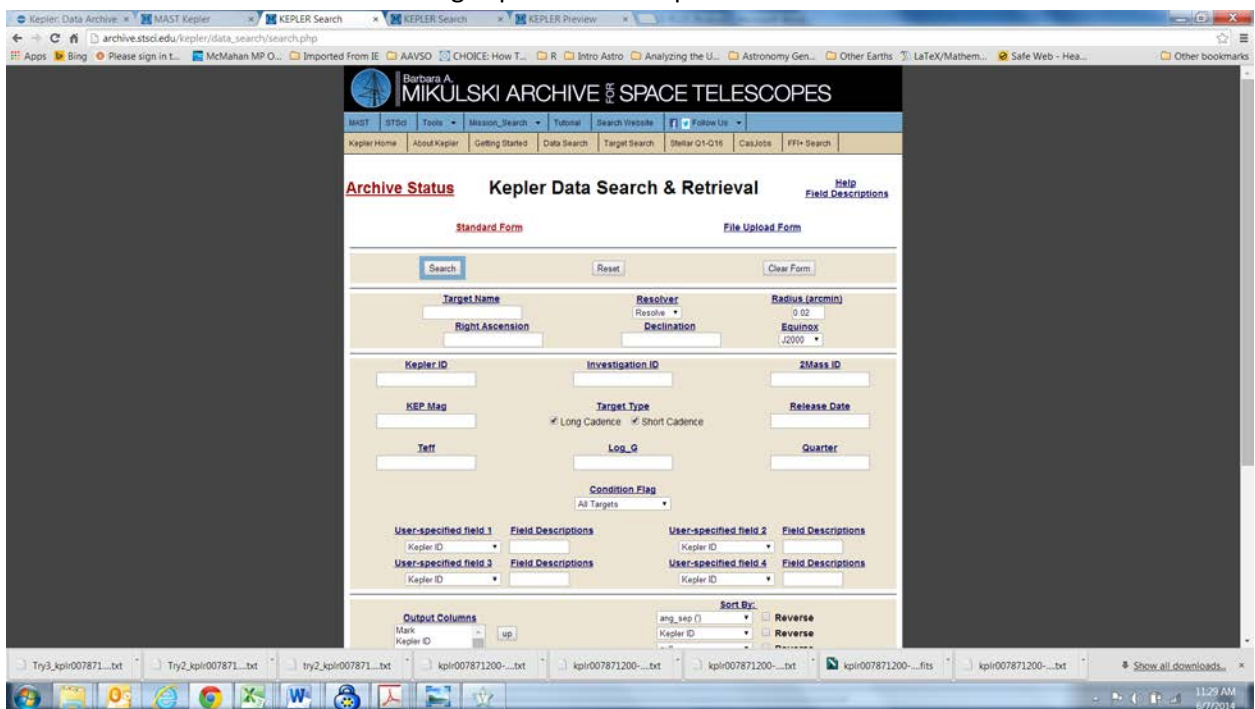 Kepler: Data Archive
MAST Kepler
KEPLER Search
KEPLER Search
KEPLER Preview
archive.stsci.edu/kepler/data_search/search.php
Apps Bing Please sign in t... McMahan MP O... Imported From IE AAVSO CHOICE: How T... R Intro Astro Analyzing the U... Astronomy Gen... Other Earths LaTeX/Mathem... Safe Web - Hea... Other bookmarks
Barbara A.
MIKULSKI ARCHIVE FOR SPACE TELESCOPES
MAST STScI Tools Mission_Search Tutorial Search Website Follow Us
Kepler Home About Kepler Getting Started Data Search Target Search Stellar Q1-Q16 CasJobs FFI+ Search
Archive Status Kepler Data Search & Retrieval Help
Field Descriptions
Standard Form File Upload Form
Search Reset Clear Form
Target Name Resolver Radius (arcmin)
Resolve 0.02
Right Ascension Declination Equinox
J2000
Kepler ID Investigation ID 2Mass ID
KEP Mag Target Type Release Date
Long Cadence Short Cadence
Teff Log_G Quarter
Condition Flag
All Targets
User-specified field 1 Field Descriptions User-specified field 2 Field Descriptions
Kepler ID Kepler ID
User-specified field 3 Field Descriptions User-specified field 4 Field Descriptions
Kepler ID Kepler ID
Sort By:
Output Columns ang_sep () Reverse
Mark up
Kepler ID Kepler ID Reverse
Reverse
Try3_kplr007871....txt Try2_kplr007871....txt try2_kplr007871....txt kplr007871200-....txt kplr007871200-....txt kplr007871200-....txt kplr007871200-....fits kplr007871200-....txt Show all downloads...
11:29 AM
6/7/2014